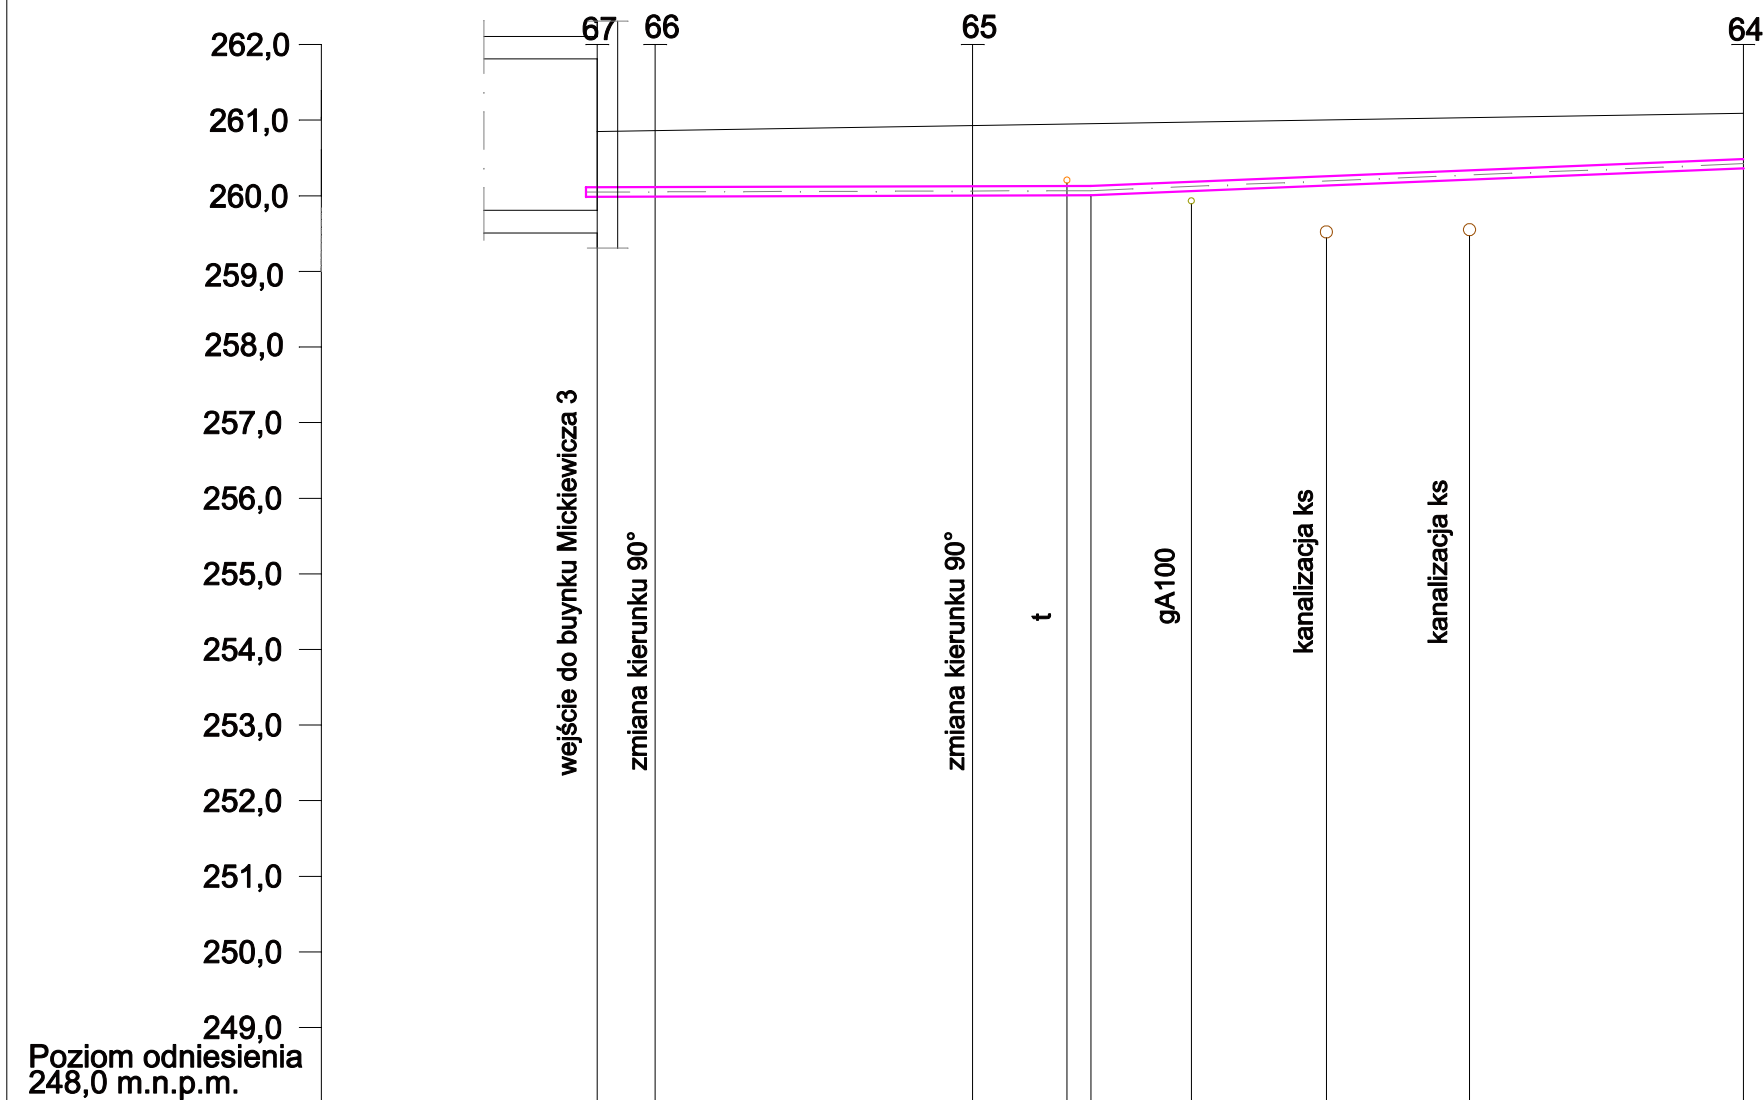 67
66
65
64
262,0
261,0
260,0
259,0
258,0
257,0
256,0
255,0
254,0
253,0
252,0
251,0
250,0
249,0
wejście do buynku Mickiewicza 3
zmiana kierunku 90°
zmiana kierunku 90°
t
gA100
kanalizacja ks
kanalizacja ks
Poziom odniesienia
248,0 m.n.p.m.